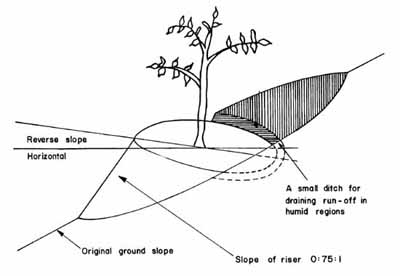 Reverse slope
Horizontal
A small ditch for
draining run-off in
humid regions
Original ground slope
Slope of riser 0:75:1